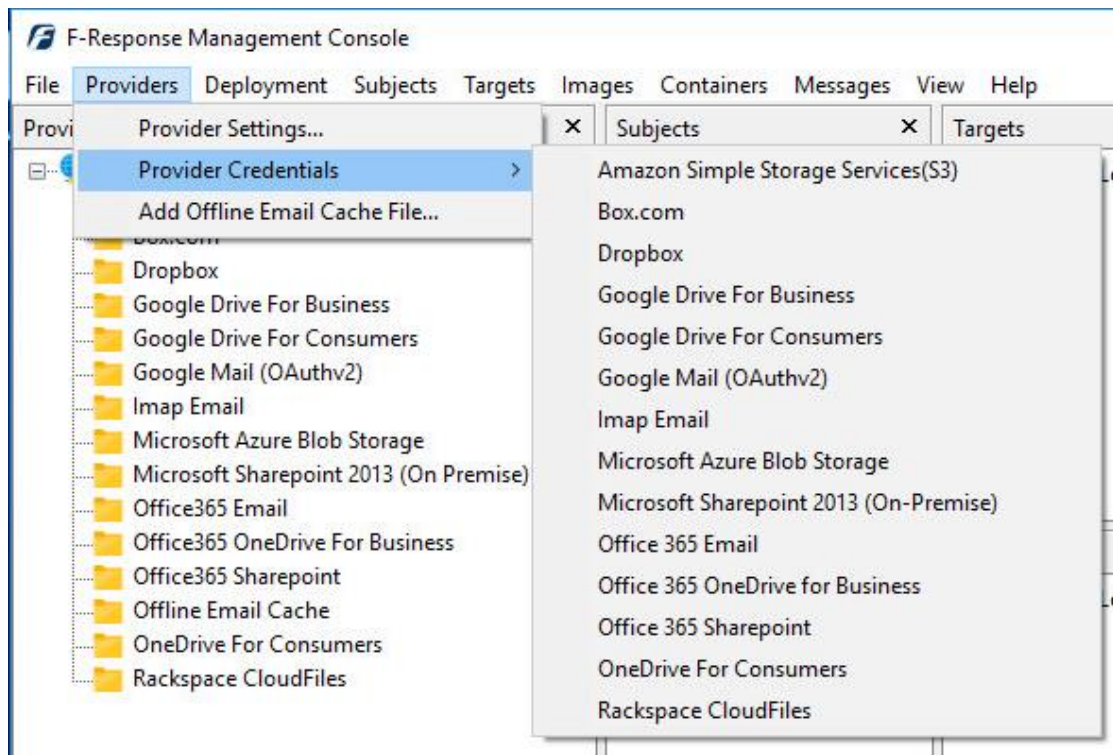 F-Response Management Console
File Providers Deployment Subjects Targets Images Containers Messages View Help
Provider Settings...
Subjects
Targets
Provider Credentials
Add Offline Email Cache File...
Amazon Simple Storage Services(S3)
Box.com
Dropbox
Google Drive For Business
Google Drive For Consumers
Google Mail (OAuthv2)
Imap Email
Microsoft Azure Blob Storage
Microsoft Sharepoint 2013 (On-Premise)
Office 365 Email
Office 365 OneDrive for Business
Office 365 Sharepoint
OneDrive For Consumers
Rackspace CloudFiles
Dropbox
Google Drive For Business
Google Drive For Consumers
Google Mail (OAuthv2)
Imap Email
Microsoft Azure Blob Storage
Microsoft Sharepoint 2013 (On Premise)
Office365 Email
Office365 OneDrive For Business
Office365 Sharepoint
Offline Email Cache
OneDrive For Consumers
Rackspace CloudFiles